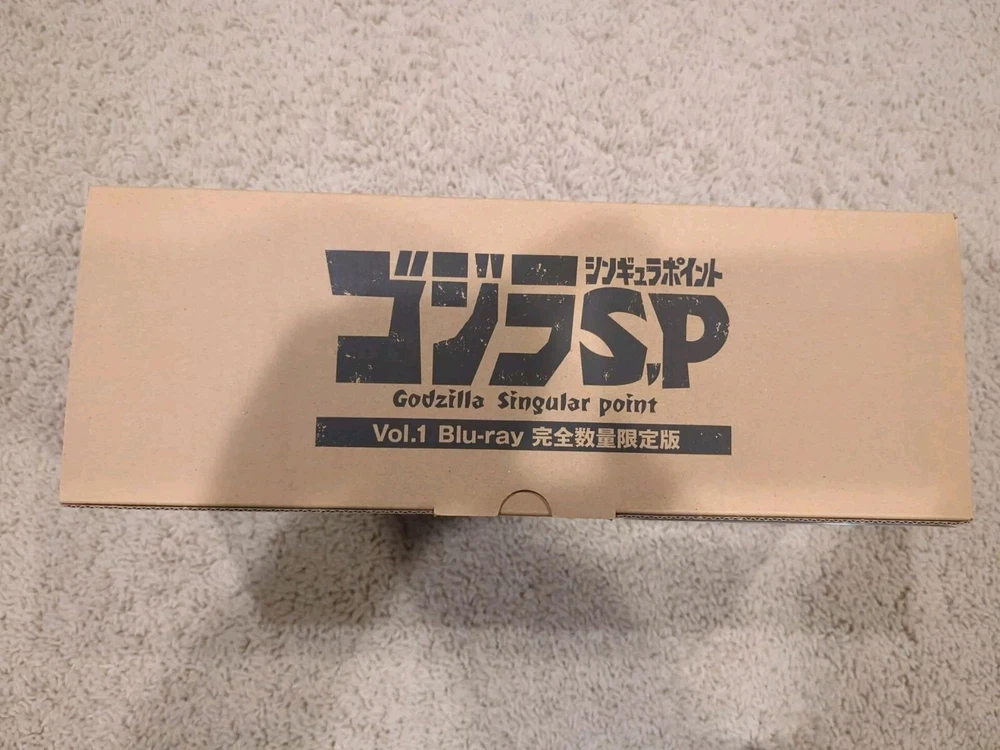 シンギュラポイント
ゴジラS.P
Godzilla Singular point
Vol.1 Blu-ray 完全数量限定版